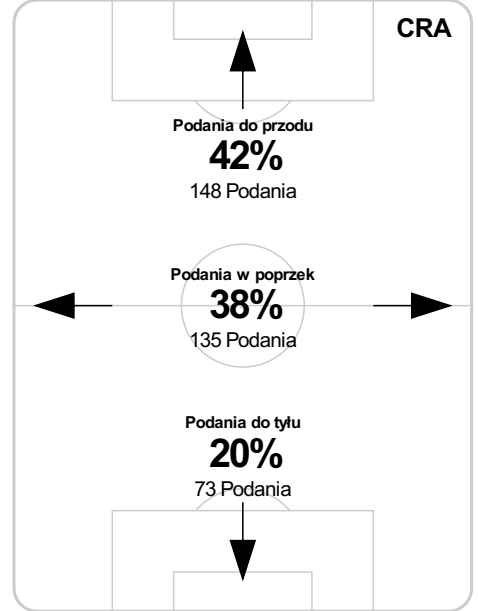 CRA
Podania do przodu
42%
148 Podania
Podania w poprzek
38%
135 Podania
Podania do tyłu
20%
73 Podania